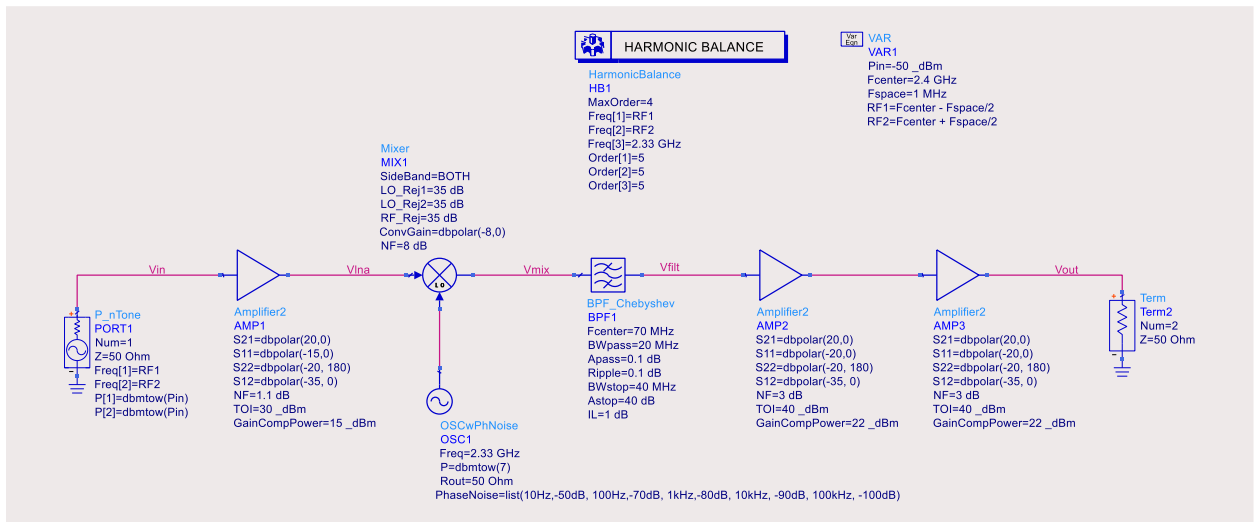 HARMONIC BALANCE
HarmonicBalance
HB1
MaxOrder=4
Freq[1]=RF1
Freq[2]=RF2
Freq[3]=2.33 GHz
Order[1]=5
Order[2]=5
Order[3]=5
Var
Eqn
VAR
VAR1
Pin=-50 _dBm
Fcenter=2.4 GHz
Fspace=1 MHz
RF1=Fcenter - Fspace/2
RF2=Fcenter + Fspace/2
Mixer
MIX1
SideBand=BOTH
LO_Rej1=35 dB
LO_Rej2=35 dB
RF_Rej=35 dB
ConvGain=dbpolar(-8,0)
NF=8 dB
Vin
Vlna
LO
Vmix
Vfilt
Vout
+
-
P_nTone
PORT1
Num=1
Z=50 Ohm
Freq[1]=RF1
Freq[2]=RF2
P[1]=dbmtow(Pin)
P[2]=dbmtow(Pin)
Amplifier2
AMP1
S21=dbpolar(20,0)
S11=dbpolar(-15,0)
S22=dbpolar(-20, 180)
S12=dbpolar(-35, 0)
NF=1.1 dB
TOI=30 _dBm
GainCompPower=15 _dBm
OSCwPhNoise
OSC1
Freq=2.33 GHz
P=dbmtow(7)
Rout=50 Ohm
PhaseNoise=list(10Hz,-50dB, 100Hz,-70dB, 1kHz,-80dB, 10kHz, -90dB, 100kHz, -100dB)
BPF_Chebyshev
BPF1
Fcenter=70 MHz
BWpass=20 MHz
Apass=0.1 dB
Ripple=0.1 dB
BWstop=40 MHz
Astop=40 dB
IL=1 dB
Amplifier2
AMP2
S21=dbpolar(20,0)
S11=dbpolar(-20,0)
S22=dbpolar(-20, 180)
S12=dbpolar(-35, 0)
NF=3 dB
TOI=40 _dBm
GainCompPower=22 _dBm
Amplifier2
AMP3
S21=dbpolar(20,0)
S11=dbpolar(-20,0)
S22=dbpolar(-20, 180)
S12=dbpolar(-35, 0)
NF=3 dB
TOI=40 _dBm
GainCompPower=22 _dBm
+
-
Term
Term2
Num=2
Z=50 Ohm